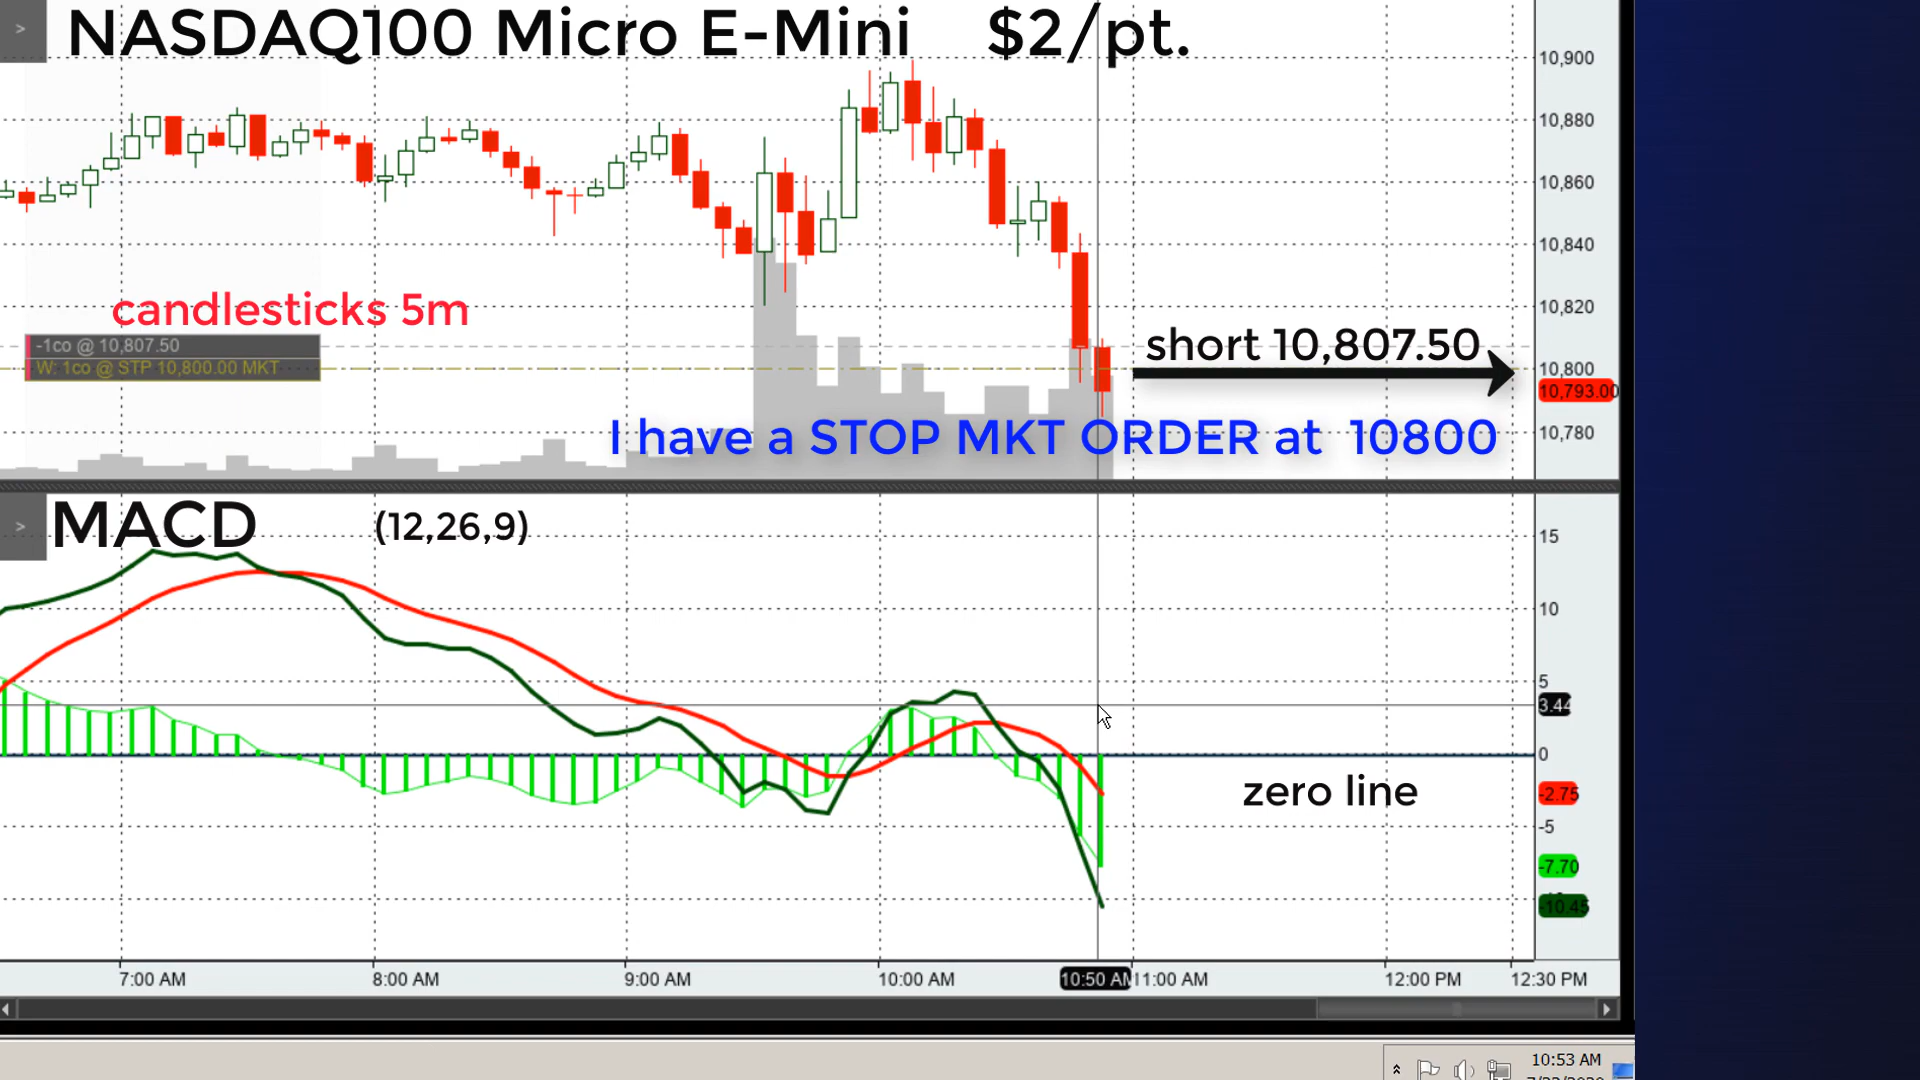 > NASDAQ100 Micro E-Mini $2/pt.
10,900
10,880
10,860
10,840
candlesticks 5m
10,820
-1co @ 10,807.50
short 10,807.50
W: 1co @ STP 10,800.00 MKT
10,800
10,793.00
I have a STOP MKT ORDER at 10800
10,780
> MACD (12,26,9)
15
10
5
3.44
0
zero line
-2.75
-5
-7.70
-10.45
7:00 AM 8:00 AM 9:00 AM 10:00 AM 10:50 AM 11:00 AM 12:00 PM 12:30 PM
10:53 AM